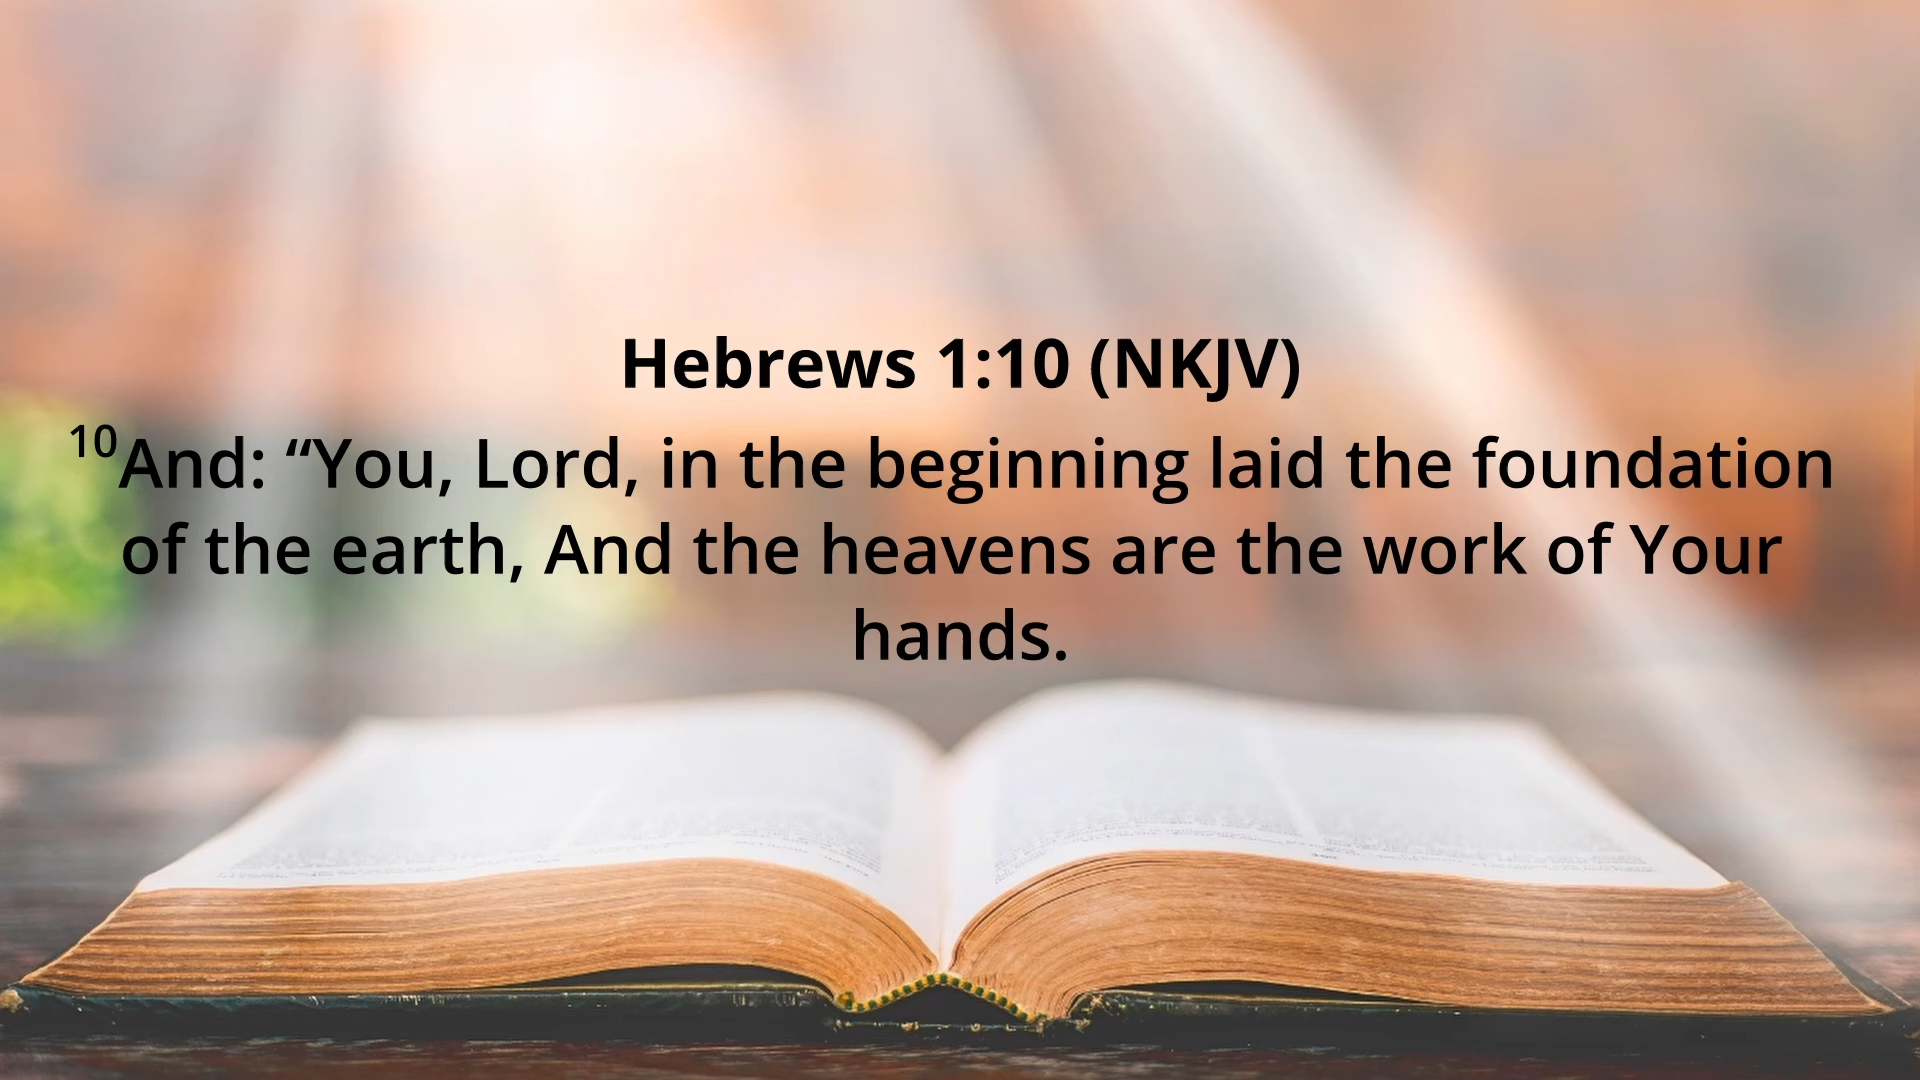 Hebrews 1:10 (NKJV)
10And: “You, Lord, in the beginning laid the foundation
of the earth, And the heavens are the work of Your
hands.